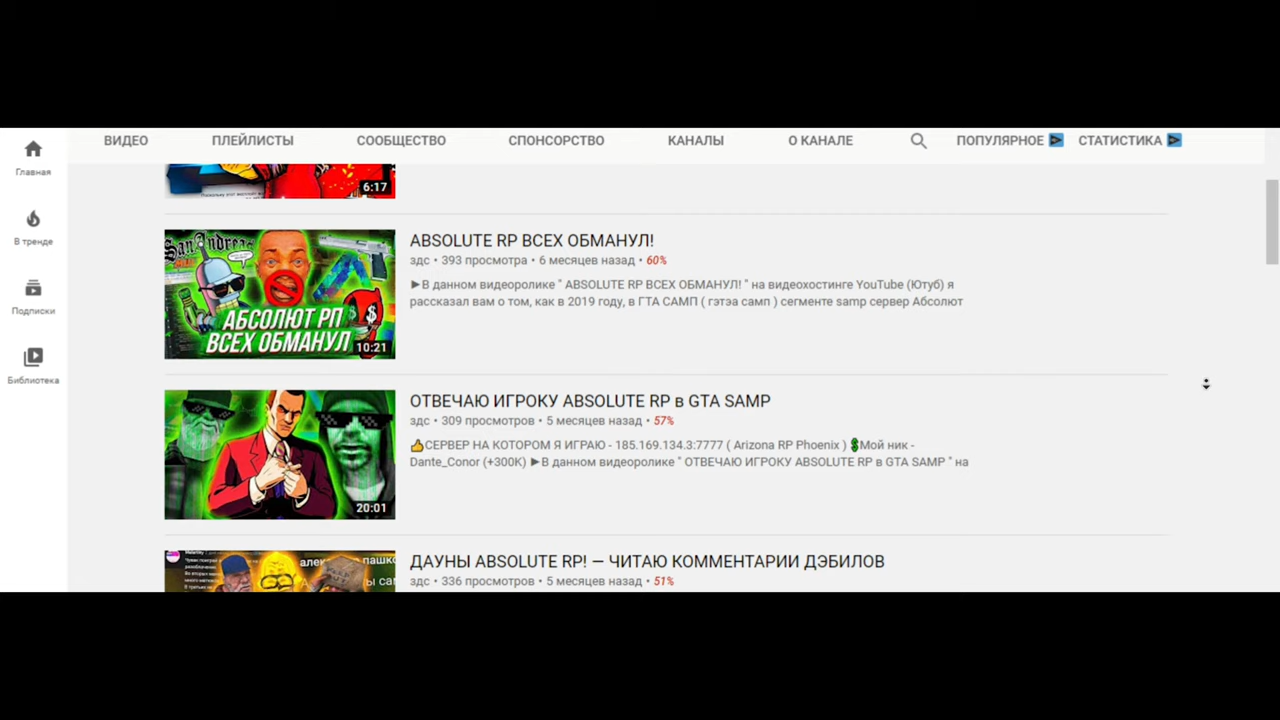 ВИДЕО ПЛЕЙЛИСТЫ СООБЩЕСТВО СПОНСОРСТВО КАНАЛЫ О КАНАЛЕ ПОПУЛЯРНОЕ СТАТИСТИКА
Главная
В тренде
Подписки
Библиотека
6:17
San Andreas
АБСОЛЮТ РП
ВСЕХ ОБМАНУЛ
10:21
ABSOLUTE RP ВСЕХ ОБМАНУЛ!
здс • 393 просмотра • 6 месяцев назад • 60%
►В данном видеоролике " ABSOLUTE RP ВСЕХ ОБМАНУЛ! " на видеохостинге YouTube (Ютуб) я
рассказал вам о том, как в 2019 году, в ГТА САМП ( гэтэа самп ) сегменте samp сервер Абсолют
20:01
ОТВЕЧАЮ ИГРОКУ ABSOLUTE RP в GTA SAMP
здс • 309 просмотров • 5 месяцев назад • 57%
👍СЕРВЕР НА КОТОРОМ Я ИГРАЮ - 185.169.134.3:7777 ( Arizona RP Phoenix ) 💲Мой ник -
Dante_Conor (+300K) ►В данном видеоролике " ОТВЕЧАЮ ИГРОКУ ABSOLUTE RP в GTA SAMP " на
ДАУНЫ ABSOLUTE RP! — ЧИТАЮ КОММЕНТАРИИ ДЭБИЛОВ
здс • 336 просмотров • 5 месяцев назад • 51%